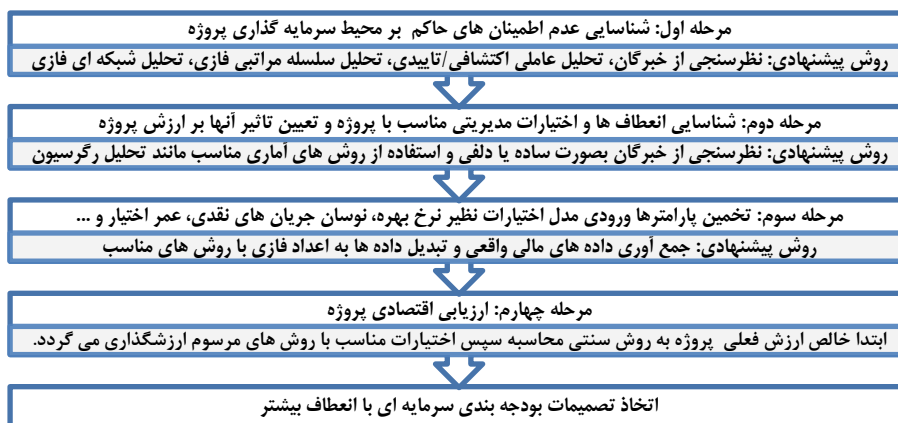 مرحله اول: شناسایی عدم اطمینان های حاکم بر محیط سرمایه گذاری پروژه
روش پیشنهادی: نظرسنجی از خبرگان، تحلیل عاملی اکتشافی/تاییدی، تحلیل سلسله مراتبی فازی، تحلیل شبکه ای فازی
مرحله دوم: شناسایی انعطاف ها و اختیارات مدیریتی مناسب با پروژه و تعیین تاثیر آنها بر ارزش پروژه
روش پیشنهادی: نظرسنجی از خبرگان بصورت ساده یا دلفی و استفاده از روش های آماری مناسب مانند تحلیل رگرسیون
مرحله سوم: تخمین پارامترها ورودی مدل اختیارات نظیر نرخ بهره، نوسان جریان های نقدی، عمر اختیار و ...
روش پیشنهادی: جمع آوری داده های مالی واقعی و تبدیل داده ها به اعداد فازی با روش های مناسب
مرحله چهارم: ارزیابی اقتصادی پروژه
ابتدا خالص ارزش فعلی پروژه به روش سنتی محاسبه سپس اختیارات مناسب با روش های مرسوم ارزشگذاری می گردد.
اتخاذ تصمیمات بودجه بندی سرمایه ای با انعطاف بیشتر